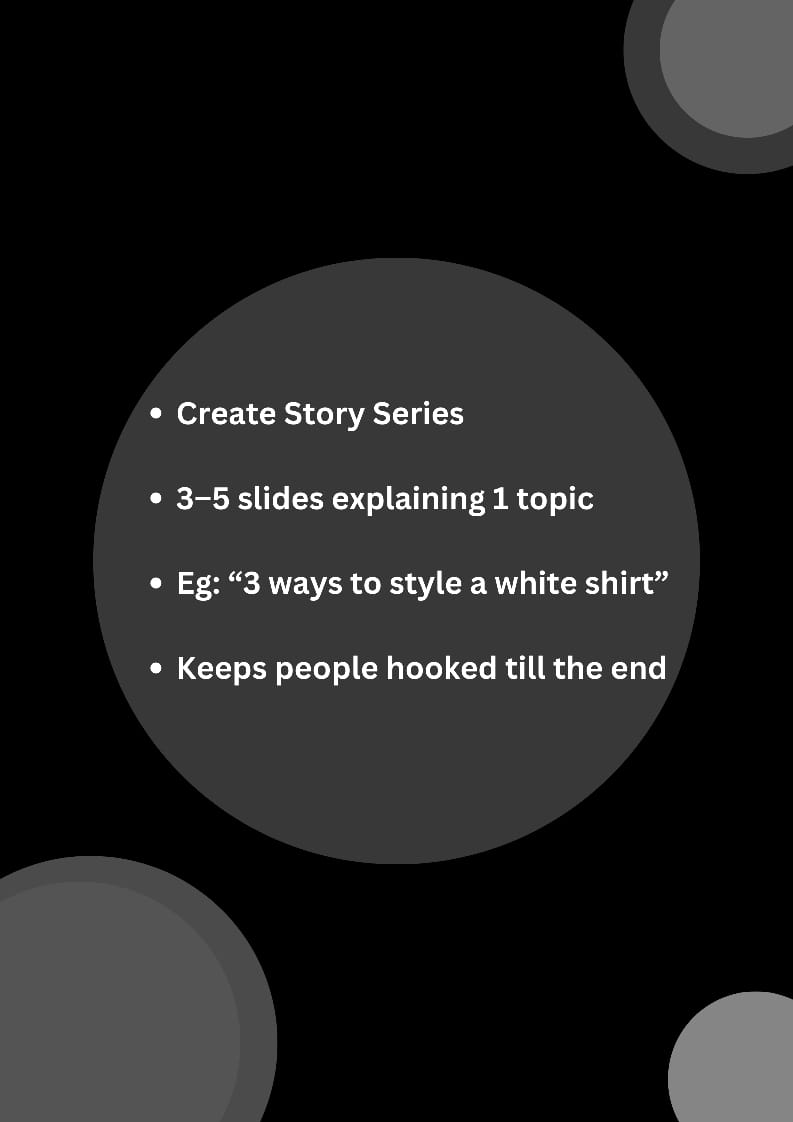 • Create Story Series
• 3–5 slides explaining 1 topic
• Eg: “3 ways to style a white shirt”
• Keeps people hooked till the end